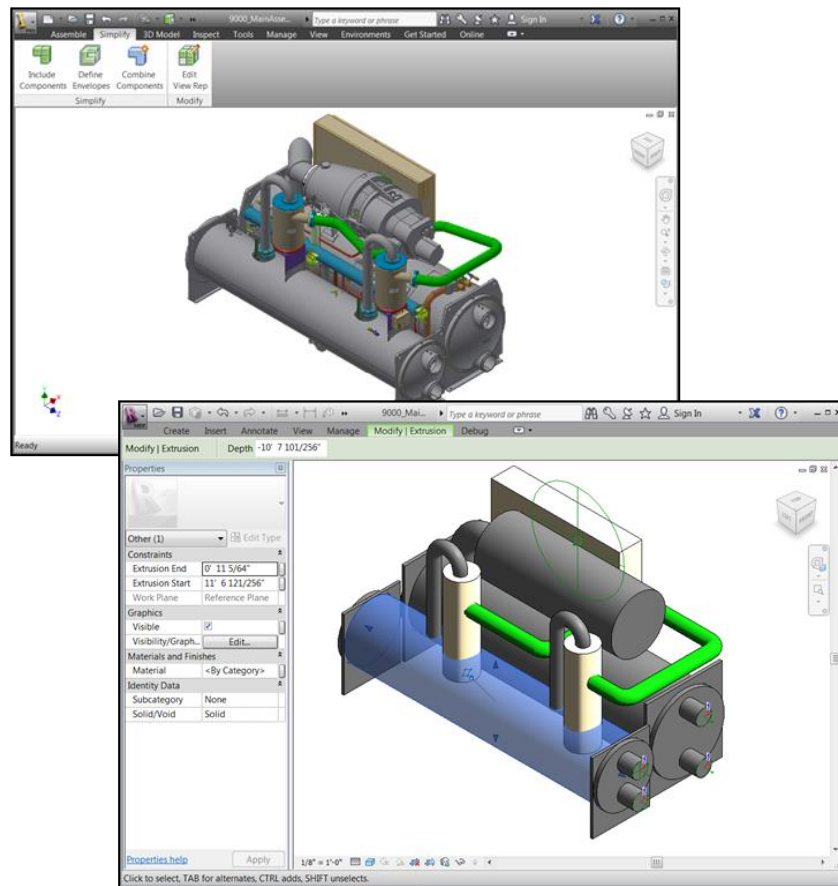 9000_MainAsse...
Type a keyword or phrase
Sign In
Assemble Simplify 3D Model Inspect Tools Manage View Environments Get Started Online
Include Components
Define Envelopes
Combine Components
Edit View Rep
Simplify Modify
Ready
9000_Mai...
Type a keyword or phrase
Sign In
Create Insert Annotate View Manage Modify | Extrusion Debug
Modify | Extrusion Depth -10' 7 101/256"
Properties
Other (1) Edit Type
Constraints
Extrusion End 0' 11 5/64"
Extrusion Start 11' 6 121/256"
Work Plane Reference Plane
Graphics
Visible
Visibility/Graph... Edit...
Materials and Finishes
Material <By Category>
Identity Data
Subcategory None
Solid/Void Solid
Properties help Apply
1/8" = 1'-0"
Click to select, TAB for alternates, CTRL adds, SHIFT unselects.